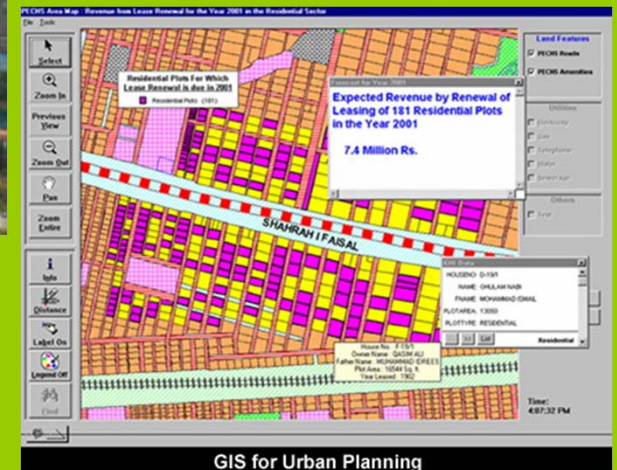 PECHS Area Map : Revenue from Lease Renewal for the Year 2001 in the Residential Sector
File Tools
Select
Zoom In
Previous
View
Zoom Out
Pan
Zoom
Entire
Info
Distance
Label On
Legend Off
Find
Residential Plots For Which
Lease Renewal is due in 2001
Residential Plots (181)
Forecast for Year 2001
Expected Revenue by Renewal of
Leasing of 181 Residential Plots
in the Year 2001
7.4 Million Rs.
SHAHRAH I FAISAL
Land Features
PECHS Roads
PECHS Amenities
Utilities
Electricity
Gas
Telephone
Water
Sewerage
Others
Text
Data
HOUSENO: D-19/1
NAME: GHULAM NABI
FNAME: MOHAMMAD ISMAIL
PLOTAREA: 13050
PLOTTYPE: RESIDENTIAL
>> List
Residential
House No : F-19/1
Owner Name : QASIM ALI
Father Name : MUHAMMAD IDREES
Plot Area : 16544 Sq. ft.
Year Leased : 1902
Time:
4:07:32 PM
GIS for Urban Planning